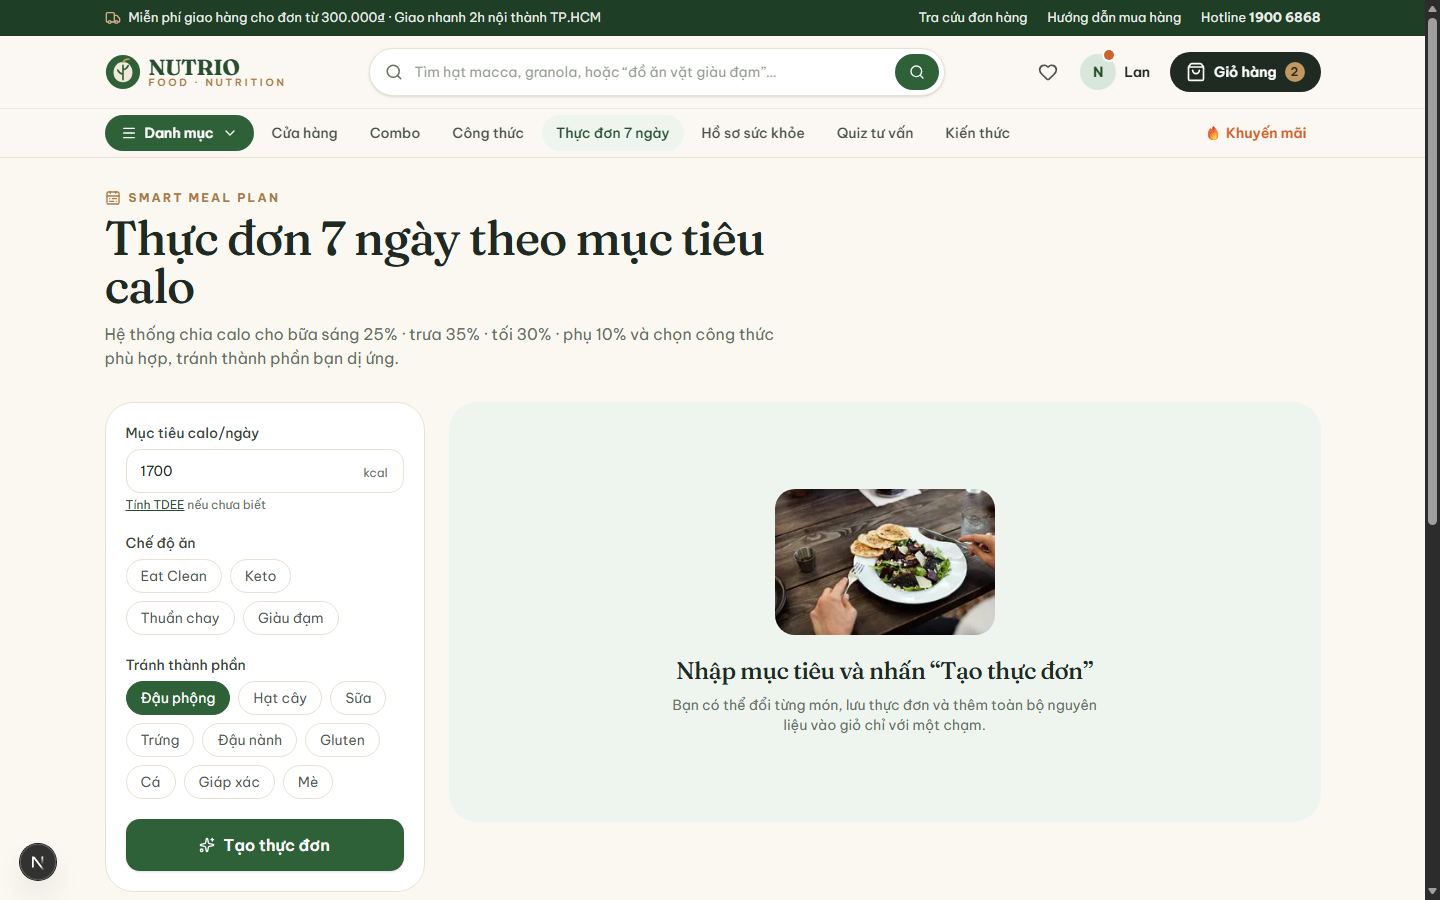 Miễn phí giao hàng cho đơn từ 300.000₫ · Giao nhanh 2h nội thành TP.HCM
Tra cứu đơn hàng
Hướng dẫn mua hàng
Hotline 1900 6868
NUTRIO
FOOD · NUTRITION
Tìm hạt macca, granola, hoặc “đồ ăn vặt giàu đạm”…
N
Lan
Giỏ hàng
2
Danh mục
Cửa hàng
Combo
Công thức
Thực đơn 7 ngày
Hồ sơ sức khỏe
Quiz tư vấn
Kiến thức
Khuyến mãi
SMART MEAL PLAN
Thực đơn 7 ngày theo mục tiêu
calo
Hệ thống chia calo cho bữa sáng 25% · trưa 35% · tối 30% · phụ 10% và chọn công thức
phù hợp, tránh thành phần bạn dị ứng.
Mục tiêu calo/ngày
1700
kcal
Tính TDEE nếu chưa biết
Chế độ ăn
Eat Clean
Keto
Thuần chay
Giàu đạm
Tránh thành phần
Đậu phộng
Hạt cây
Sữa
Trứng
Đậu nành
Gluten
Cá
Giáp xác
Mè
Tạo thực đơn
Nhập mục tiêu và nhấn “Tạo thực đơn”
Bạn có thể đổi từng món, lưu thực đơn và thêm toàn bộ nguyên
liệu vào giỏ chỉ với một chạm.
N